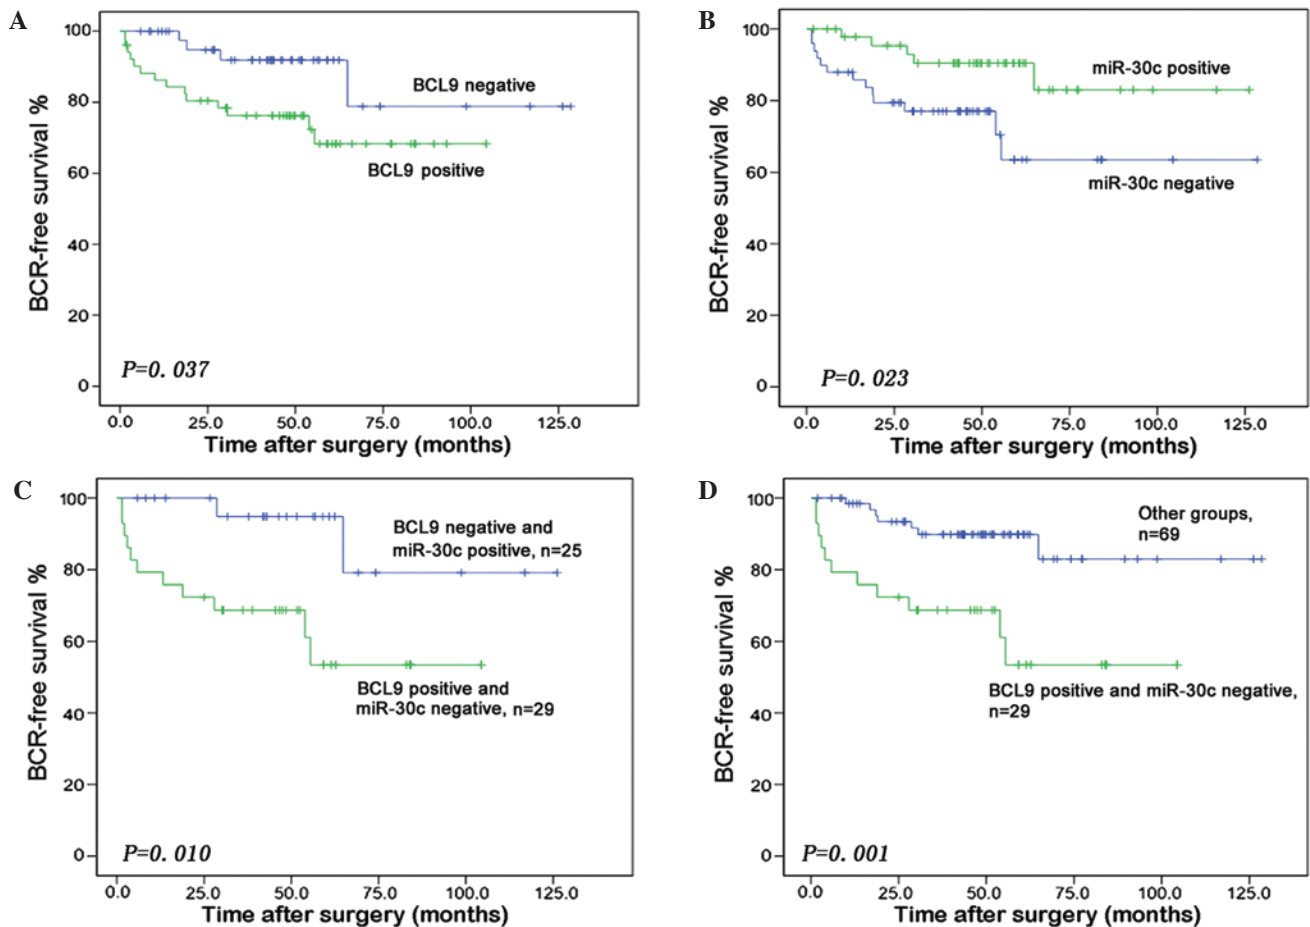 A
100
80
60
40
20
0
BCR-free survival %
BCL9 negative
BCL9 positive
P=0. 037
0.0 25.0 50.0 75.0 100.0 125.0
Time after surgery (months)
B
100
80
60
40
20
0
BCR-free survival %
miR-30c positive
miR-30c negative
P=0. 023
0.0 25.0 50.0 75.0 100.0 125.0
Time after surgery (months)
C
100
80
60
40
20
0
BCR-free survival %
BCL9 negative and
miR-30c positive, n=25
BCL9 positive and
miR-30c negative, n=29
P=0. 010
0.0 25.0 50.0 75.0 100.0 125.0
Time after surgery (months)
D
100
80
60
40
20
0
BCR-free survival %
Other groups,
n=69
BCL9 positive and miR-30c negative,
n=29
P=0. 001
0.0 25.0 50.0 75.0 100.0 125.0
Time after surgery (months)